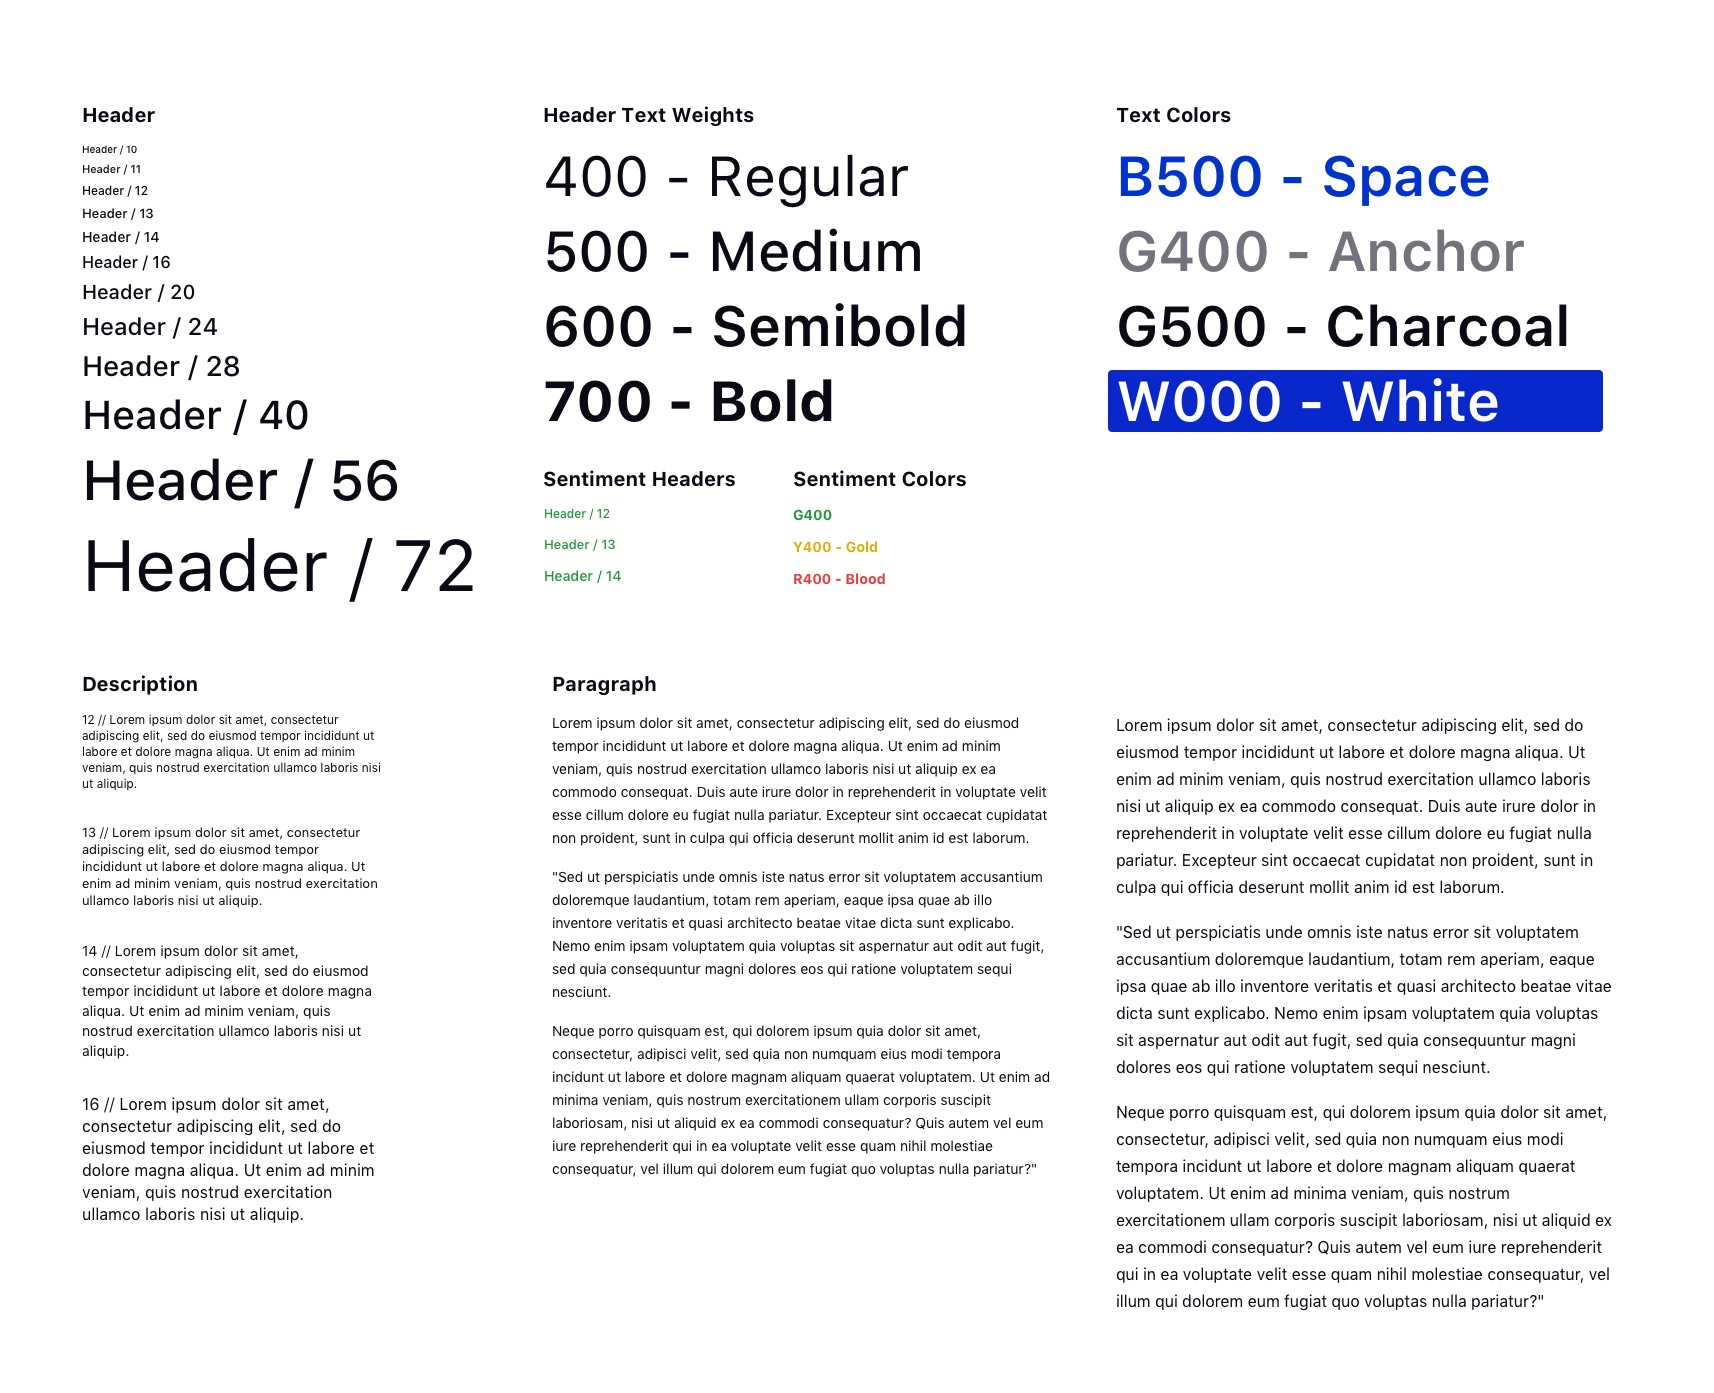 Header
Header / 10
Header / 11
Header / 12
Header / 13
Header / 14
Header / 16
Header / 20
Header / 24
Header / 28
Header / 40
Header / 56
Header / 72
Header Text Weights
400 - Regular
500 - Medium
600 - Semibold
700 - Bold
Sentiment Headers
Header / 12
Header / 13
Header / 14
Sentiment Colors
G400
Y400 - Gold
R400 - Blood
Text Colors
B500 - Space
G400 - Anchor
G500 - Charcoal
W000 - White
Description
12 // Lorem ipsum dolor sit amet, consectetur
adipiscing elit, sed do eiusmod tempor incididunt ut
labore et dolore magna aliqua. Ut enim ad minim
veniam, quis nostrud exercitation ullamco laboris nisi
ut aliquip.
13 // Lorem ipsum dolor sit amet, consectetur
adipiscing elit, sed do eiusmod tempor
incididunt ut labore et dolore magna aliqua. Ut
enim ad minim veniam, quis nostrud exercitation
ullamco laboris nisi ut aliquip.
14 // Lorem ipsum dolor sit amet,
consectetur adipiscing elit, sed do eiusmod
tempor incididunt ut labore et dolore magna
aliqua. Ut enim ad minim veniam, quis
nostrud exercitation ullamco laboris nisi ut
aliquip.
16 // Lorem ipsum dolor sit amet,
consectetur adipiscing elit, sed do
eiusmod tempor incididunt ut labore et
dolore magna aliqua. Ut enim ad minim
veniam, quis nostrud exercitation
ullamco laboris nisi ut aliquip.
Paragraph
Lorem ipsum dolor sit amet, consectetur adipiscing elit, sed do eiusmod
tempor incididunt ut labore et dolore magna aliqua. Ut enim ad minim
veniam, quis nostrud exercitation ullamco laboris nisi ut aliquip ex ea
commodo consequat. Duis aute irure dolor in reprehenderit in voluptate velit
esse cillum dolore eu fugiat nulla pariatur. Excepteur sint occaecat cupidatat
non proident, sunt in culpa qui officia deserunt mollit anim id est laborum.
"Sed ut perspiciatis unde omnis iste natus error sit voluptatem accusantium
doloremque laudantium, totam rem aperiam, eaque ipsa quae ab illo
inventore veritatis et quasi architecto beatae vitae dicta sunt explicabo.
Nemo enim ipsam voluptatem quia voluptas sit aspernatur aut odit aut fugit,
sed quia consequuntur magni dolores eos qui ratione voluptatem sequi
nesciunt.
Neque porro quisquam est, qui dolorem ipsum quia dolor sit amet,
consectetur, adipisci velit, sed quia non numquam eius modi tempora
incidunt ut labore et dolore magnam aliquam quaerat voluptatem. Ut enim ad
minima veniam, quis nostrum exercitationem ullam corporis suscipit
laboriosam, nisi ut aliquid ex ea commodi consequatur? Quis autem vel eum
iure reprehenderit qui in ea voluptate velit esse quam nihil molestiae
consequatur, vel illum qui dolorem eum fugiat quo voluptas nulla pariatur?"
Lorem ipsum dolor sit amet, consectetur adipiscing elit, sed do
eiusmod tempor incididunt ut labore et dolore magna aliqua. Ut
enim ad minim veniam, quis nostrud exercitation ullamco laboris
nisi ut aliquip ex ea commodo consequat. Duis aute irure dolor in
reprehenderit in voluptate velit esse cillum dolore eu fugiat nulla
pariatur. Excepteur sint occaecat cupidatat non proident, sunt in
culpa qui officia deserunt mollit anim id est laborum.
"Sed ut perspiciatis unde omnis iste natus error sit voluptatem
accusantium doloremque laudantium, totam rem aperiam, eaque
ipsa quae ab illo inventore veritatis et quasi architecto beatae vitae
dicta sunt explicabo. Nemo enim ipsam voluptatem quia voluptas
sit aspernatur aut odit aut fugit, sed quia consequuntur magni
dolores eos qui ratione voluptatem sequi nesciunt.
Neque porro quisquam est, qui dolorem ipsum quia dolor sit amet,
consectetur, adipisci velit, sed quia non numquam eius modi
tempora incidunt ut labore et dolore magnam aliquam quaerat
voluptatem. Ut enim ad minima veniam, quis nostrum
exercitationem ullam corporis suscipit laboriosam, nisi ut aliquid ex
ea commodi consequatur? Quis autem vel eum iure reprehenderit
qui in ea voluptate velit esse quam nihil molestiae consequatur, vel
illum qui dolorem eum fugiat quo voluptas nulla pariatur?"